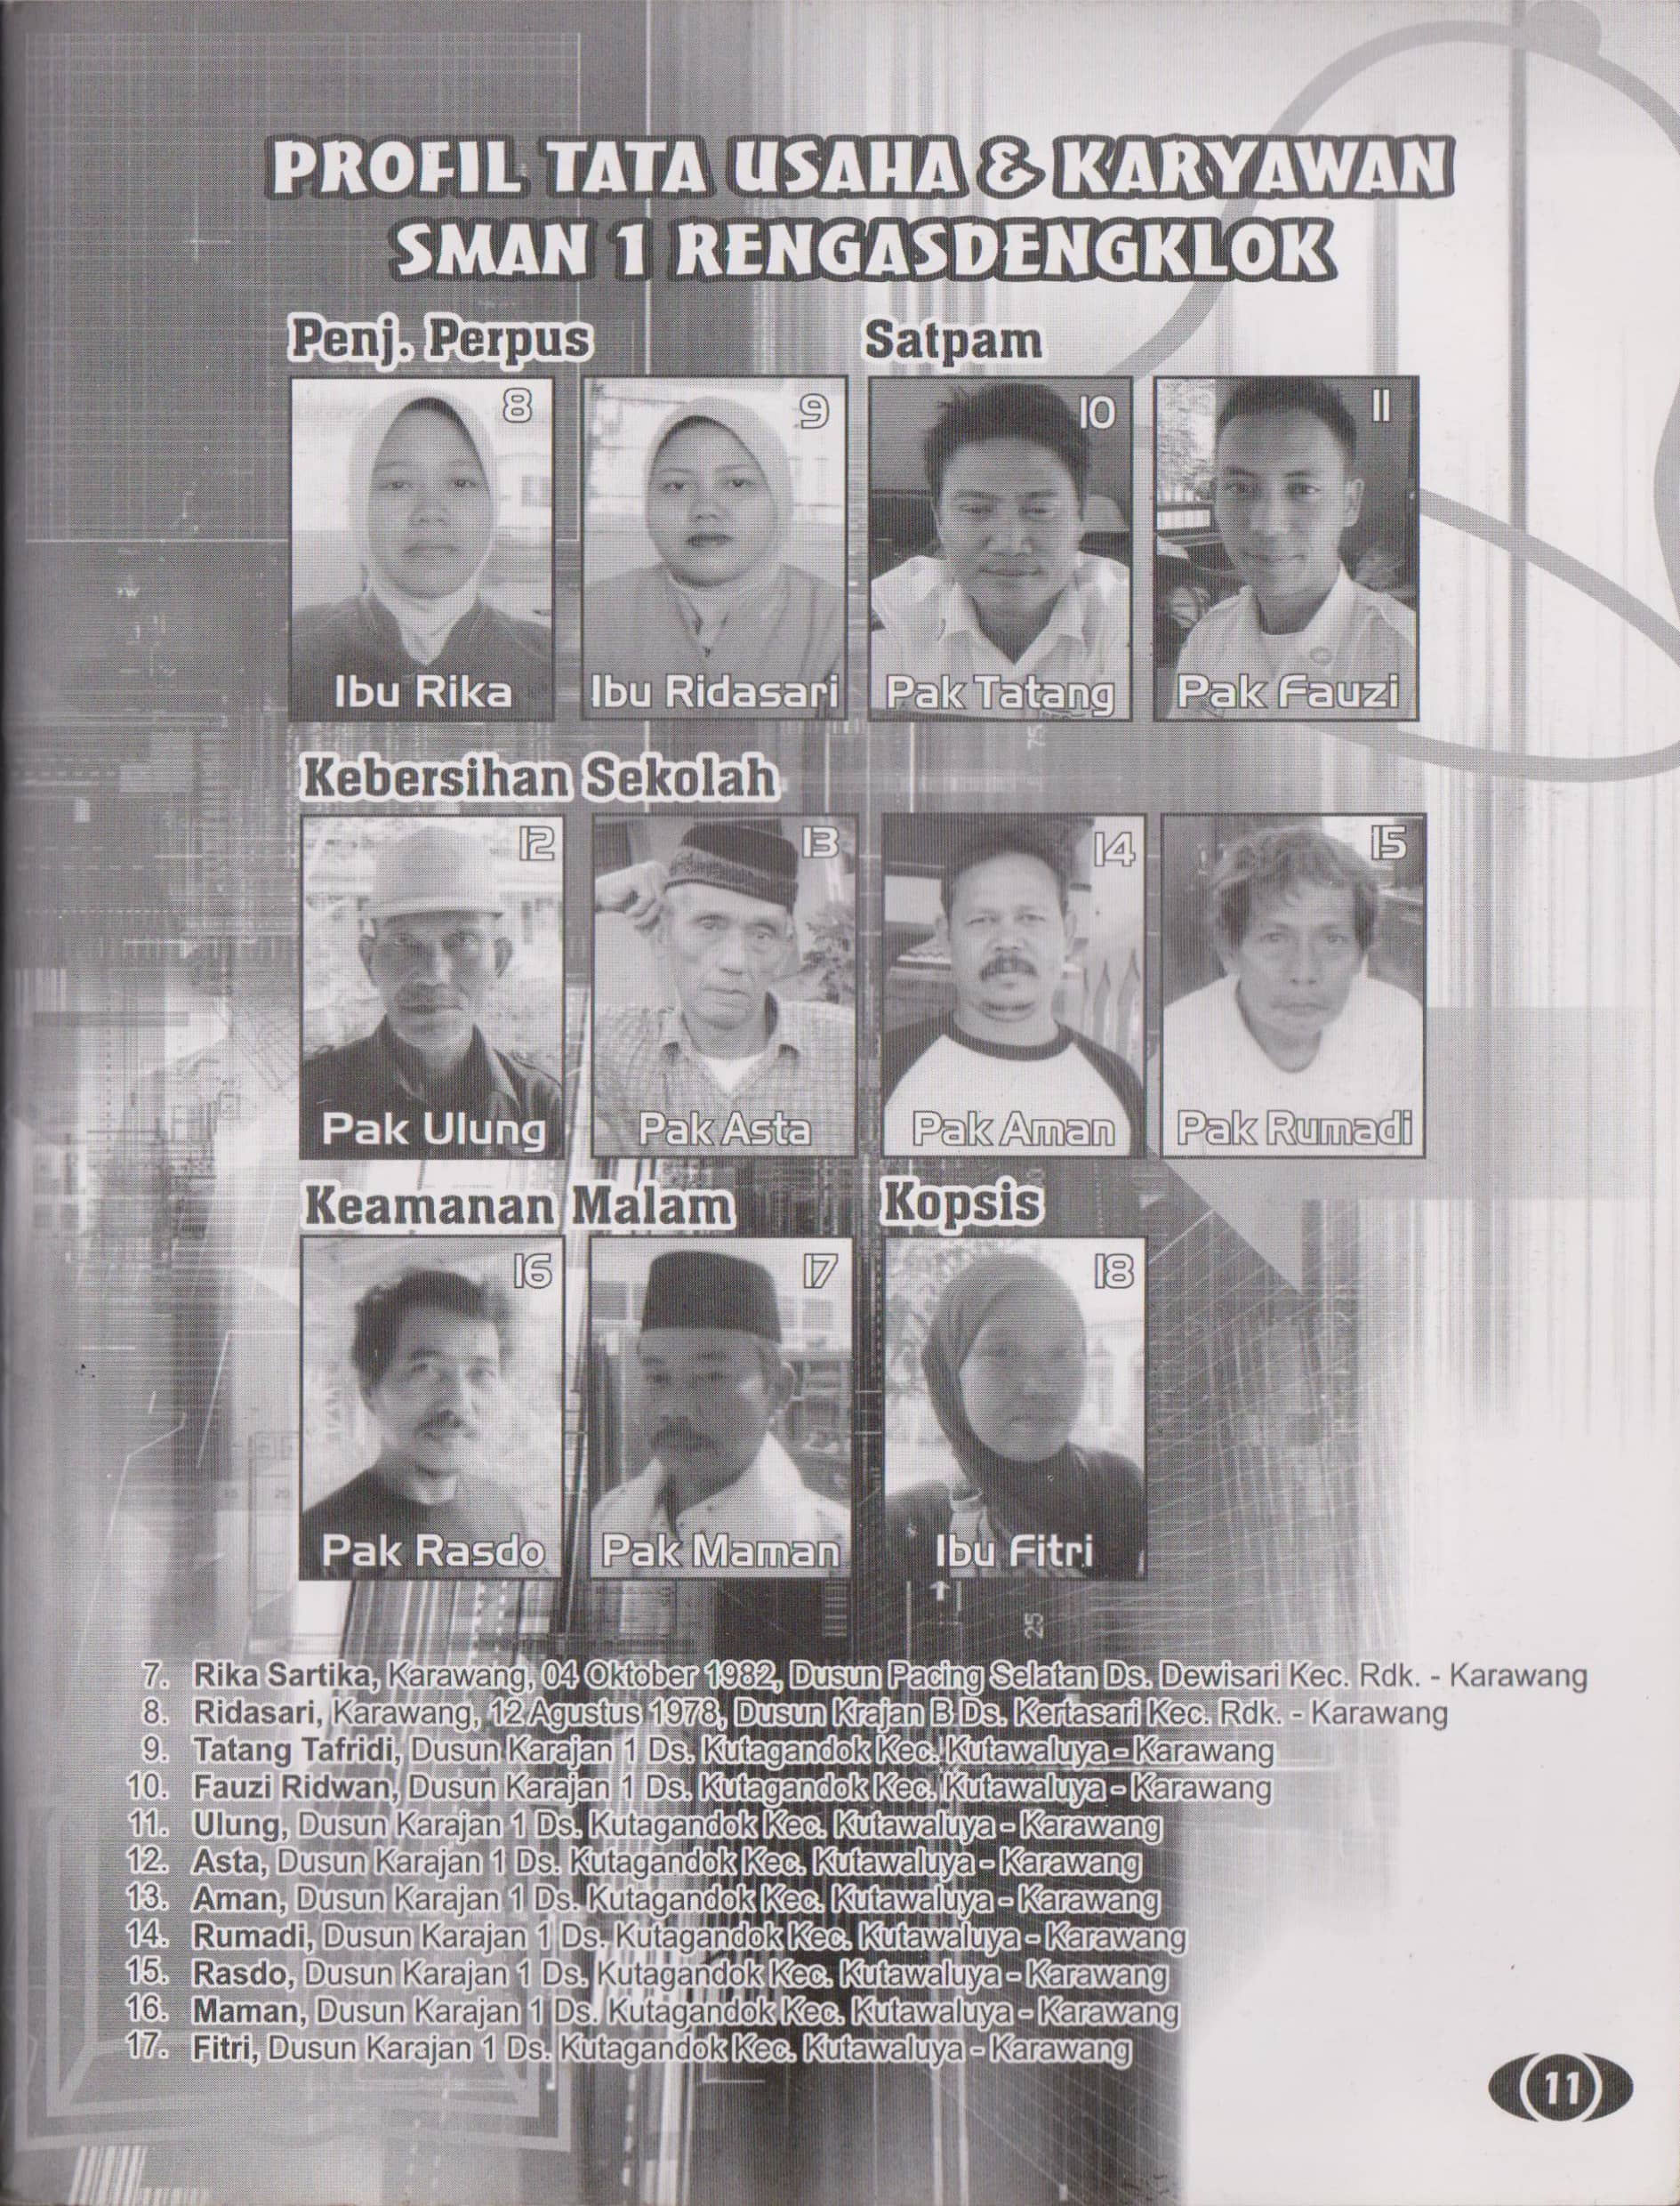 PROFIL TATA USAHA & KARYAWAN
SMAN 1 RENGASDENGKLOK
Penj. Perpus
Satpam
8
9
10
11
Ibu Rika
Ibu Ridasari
Pak Tatang
Pak Fauzi
Kebersihan Sekolah
12
13
14
15
Pak Ulung
Pak Asta
Pak Aman
Pak Rumadi
Keamanan Malam
Kopsis
16
17
18
Pak Rasdo
Pak Maman
Ibu Fitri
25
7. Rika Sartika, Karawang, 04 Oktober 1982, Dusun Pacing Selatan Ds. Dewisari Kec. Rdk. - Karawang
8. Ridasari, Karawang, 12 Agustus 1978, Dusun Krajan B Ds. Kertasari Kec. Rdk. - Karawang
9. Tatang Tafridi, Dusun Karajan 1 Ds. Kutagandok Kec. Kutawaluya - Karawang
10. Fauzi Ridwan, Dusun Karajan 1 Ds. Kutagandok Kec. Kutawaluya - Karawang
11. Ulung, Dusun Karajan 1 Ds. Kutagandok Kec. Kutawaluya - Karawang
12. Asta, Dusun Karajan 1 Ds. Kutagandok Kec. Kutawaluya - Karawang
13. Aman, Dusun Karajan 1 Ds. Kutagandok Kec. Kutawaluya - Karawang
14. Rumadi, Dusun Karajan 1 Ds. Kutagandok Kec. Kutawaluya - Karawang
15. Rasdo, Dusun Karajan 1 Ds. Kutagandok Kec. Kutawaluya - Karawang
16. Maman, Dusun Karajan 1 Ds. Kutagandok Kec. Kutawaluya - Karawang
17. Fitri, Dusun Karajan 1 Ds. Kutagandok Kec. Kutawaluya - Karawang
11